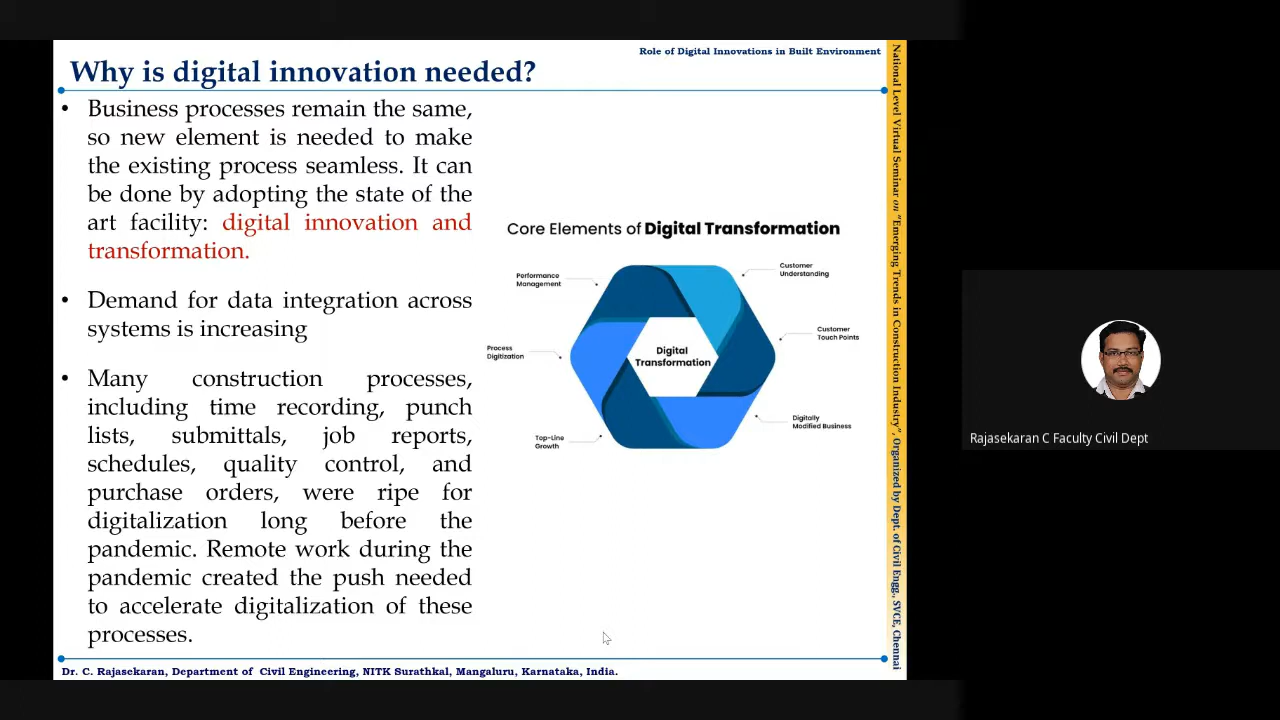 Role of Digital Innovations in Built Environment
Why is digital innovation needed?
• Business processes remain the same,
so new element is needed to make
the existing process seamless. It can
be done by adopting the state of the
art facility: digital innovation and
transformation.
• Demand for data integration across
systems is increasing
• Many construction processes,
including time recording, punch
lists, submittals, job reports,
schedules, quality control, and
purchase orders, were ripe for
digitalization long before the
pandemic. Remote work during the
pandemic created the push needed
to accelerate digitalization of these
processes.
Core Elements of Digital Transformation
Performance
Management
Customer
Understanding
Process
Digitization
Digital
Transformation
Customer
Touch Points
Top-Line
Growth
Digitally
Modified Business
Dr. C. Rajasekaran, Department of Civil Engineering, NITK Surathkal, Mangaluru, Karnataka, India.
National Level Virtual Seminar on "Emerging Trends in Construction Industry", Organized by Dept. of Civil Engg., SVCE, Chennai
Rajasekaran C Faculty Civil Dept